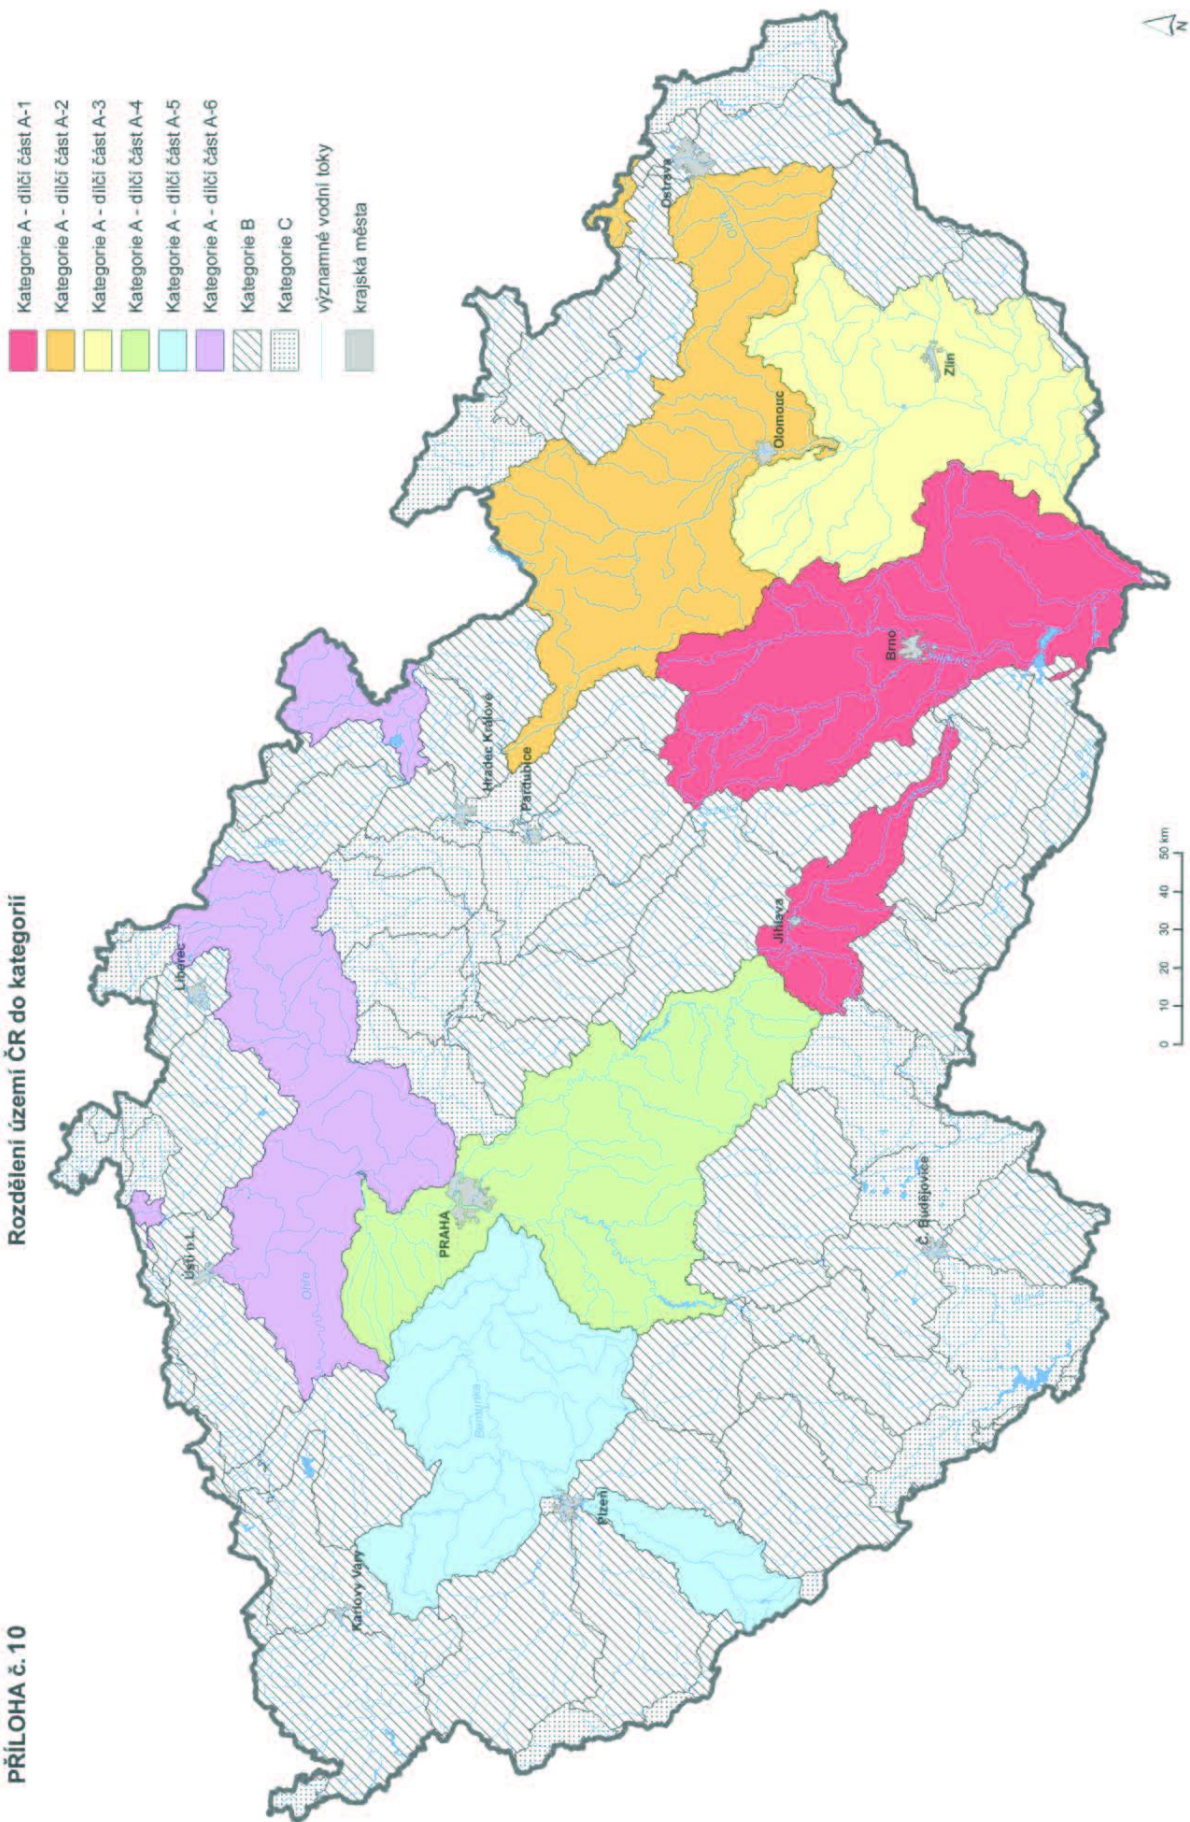 PŘÍLOHA č.10
Rozdělení území ČR do kategorií
Kategorie A - dílčí část A-1
Kategorie A - dílčí část A-2
Kategorie A - dílčí část A-3
Kategorie A - dílčí část A-4
Kategorie A - dílčí část A-5
Kategorie A - dílčí část A-6
Kategorie B
Kategorie C
významné vodní toky
krajská města
Liberec
Ústí n.L.
Ohře
Karlovy Vary
PRAHA
Hradec Králové
Pardubice
Berounka
Plzeň
Jihlava
Č. Budějovice
Ostrava
Odra
Olomouc
Zlín
Brno
0 10 20 30 40 50 km
N